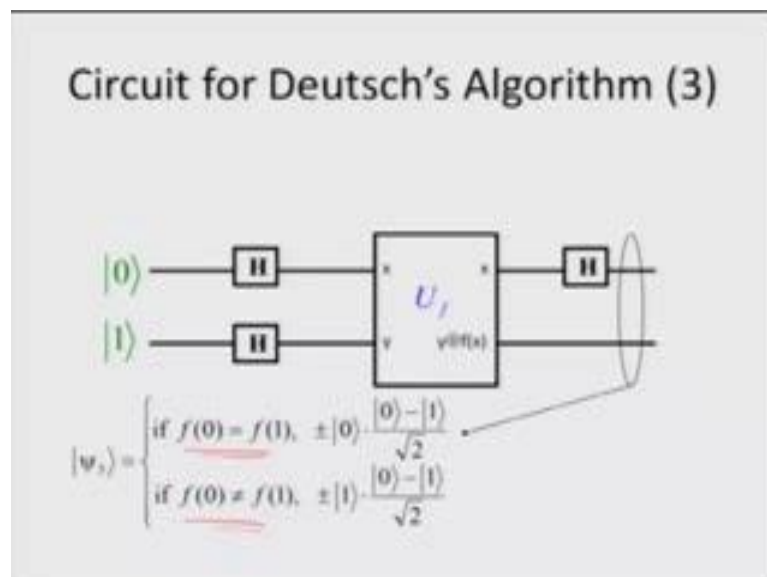 Circuit for Deutsch's Algorithm (3)
|0⟩ H x x H
U_f
|1⟩ H y y⊕f(x)
|ψ₃⟩ = { if f(0) = f(1), ±|0⟩ (|0⟩−|1⟩)/√2
if f(0) ≠ f(1), ±|1⟩ (|0⟩−|1⟩)/√2